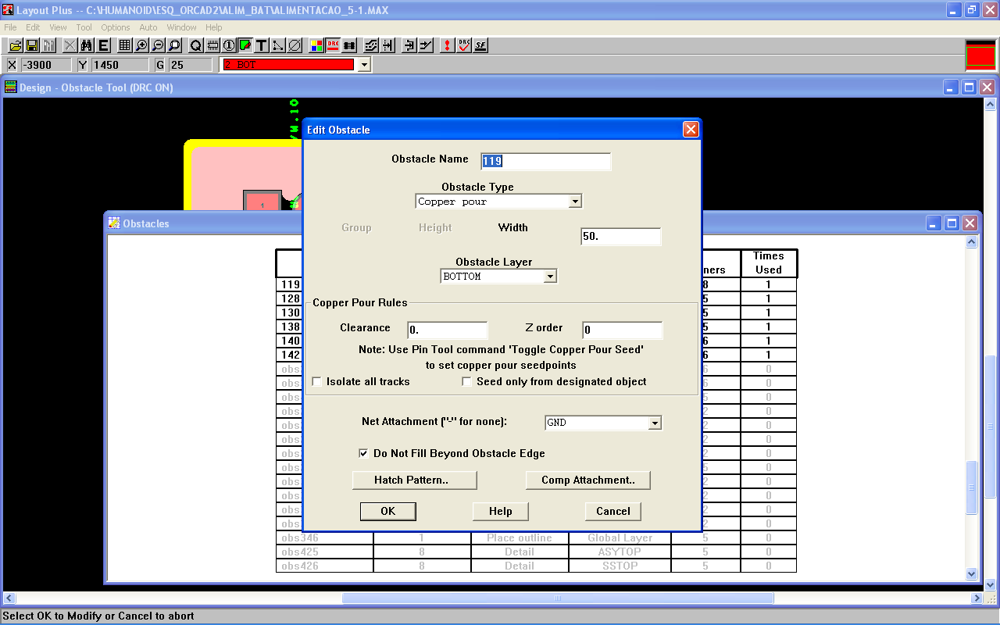 Layout Plus -- C:\HUMANOID\ESQ_ORCAD2\ALIM_BAT\ALIMENTACAO_5-1.MAX
File Edit View Tool Options Auto Window Help
X -3900 Y 1450 G 25 2 BOT
Design - Obstacle Tool (DRC ON)
Edit Obstacle
Obstacle Name 119
Obstacle Type
Copper pour
Group Height Width 50.
Obstacle Layer
BOTTOM
Copper Pour Rules
Clearance 0. Z order 0
Note: Use Pin Tool command 'Toggle Copper Pour Seed'
to set copper pour seedpoints
Isolate all tracks Seed only from designated object
Net Attachment ("-" for none): GND
Do Not Fill Beyond Obstacle Edge
Hatch Pattern.. Comp Attachment..
OK Help Cancel
Obstacles
Times
ners Used
119 8 1
128 5 1
130 5 1
138 5 1
140 6 1
142 6 1
obs 6 0
obs 6 0
obs 5 0
obs 2 0
obs 2 0
obs 2 0
obs 2 0
obs 5 0
obs 2 0
obs 2 0
obs 2 0
obs 2 0
obs346 1 Place outline Global Layer 5 0
obs425 8 Detail ASYTOP 5 0
obs426 8 Detail SSTOP 5 0
Select OK to Modify or Cancel to abort